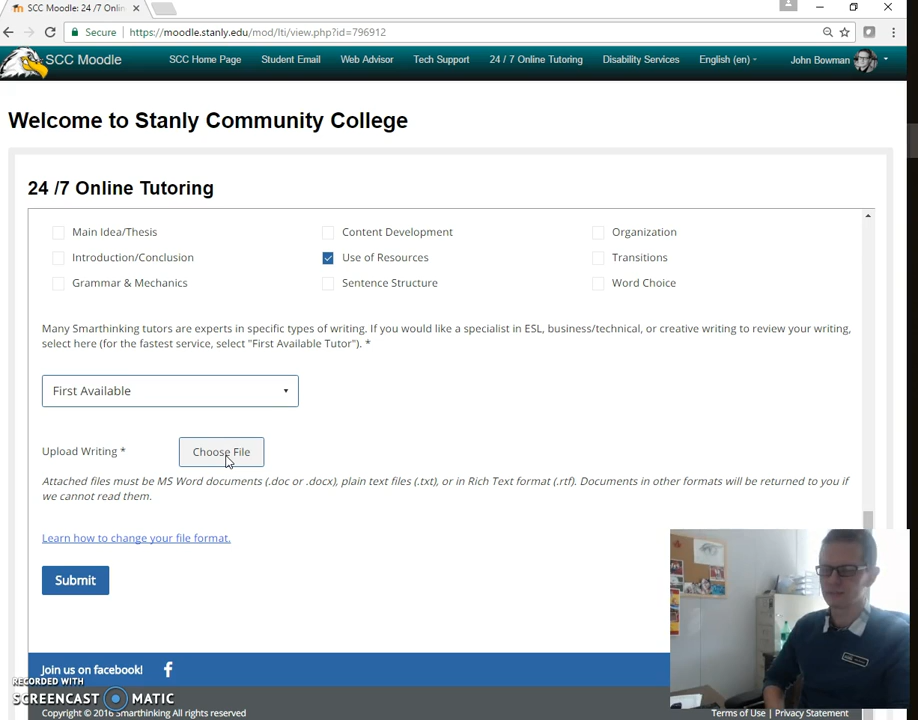 SCC Moodle: 24 /7 Onlin
Secure https://moodle.stanly.edu/mod/lti/view.php?id=796912
SCC Moodle SCC Home Page Student Email Web Advisor Tech Support 24 / 7 Online Tutoring Disability Services English (en) John Bowman
Welcome to Stanly Community College
24 /7 Online Tutoring
Main Idea/Thesis Content Development Organization
Introduction/Conclusion Use of Resources Transitions
Grammar & Mechanics Sentence Structure Word Choice
Many Smarthinking tutors are experts in specific types of writing. If you would like a specialist in ESL, business/technical, or creative writing to review your writing,
select here (for the fastest service, select "First Available Tutor"). *
First Available
Upload Writing * Choose File
Attached files must be MS Word documents (.doc or .docx), plain text files (.txt), or in Rich Text format (.rtf). Documents in other formats will be returned to you if
we cannot read them.
Learn how to change your file format.
Submit
Join us on facebook! f
RECORDED WITH
SCREENCAST MATIC
Copyright © 2016 Smarthinking All rights reserved Terms of Use | Privacy Statement